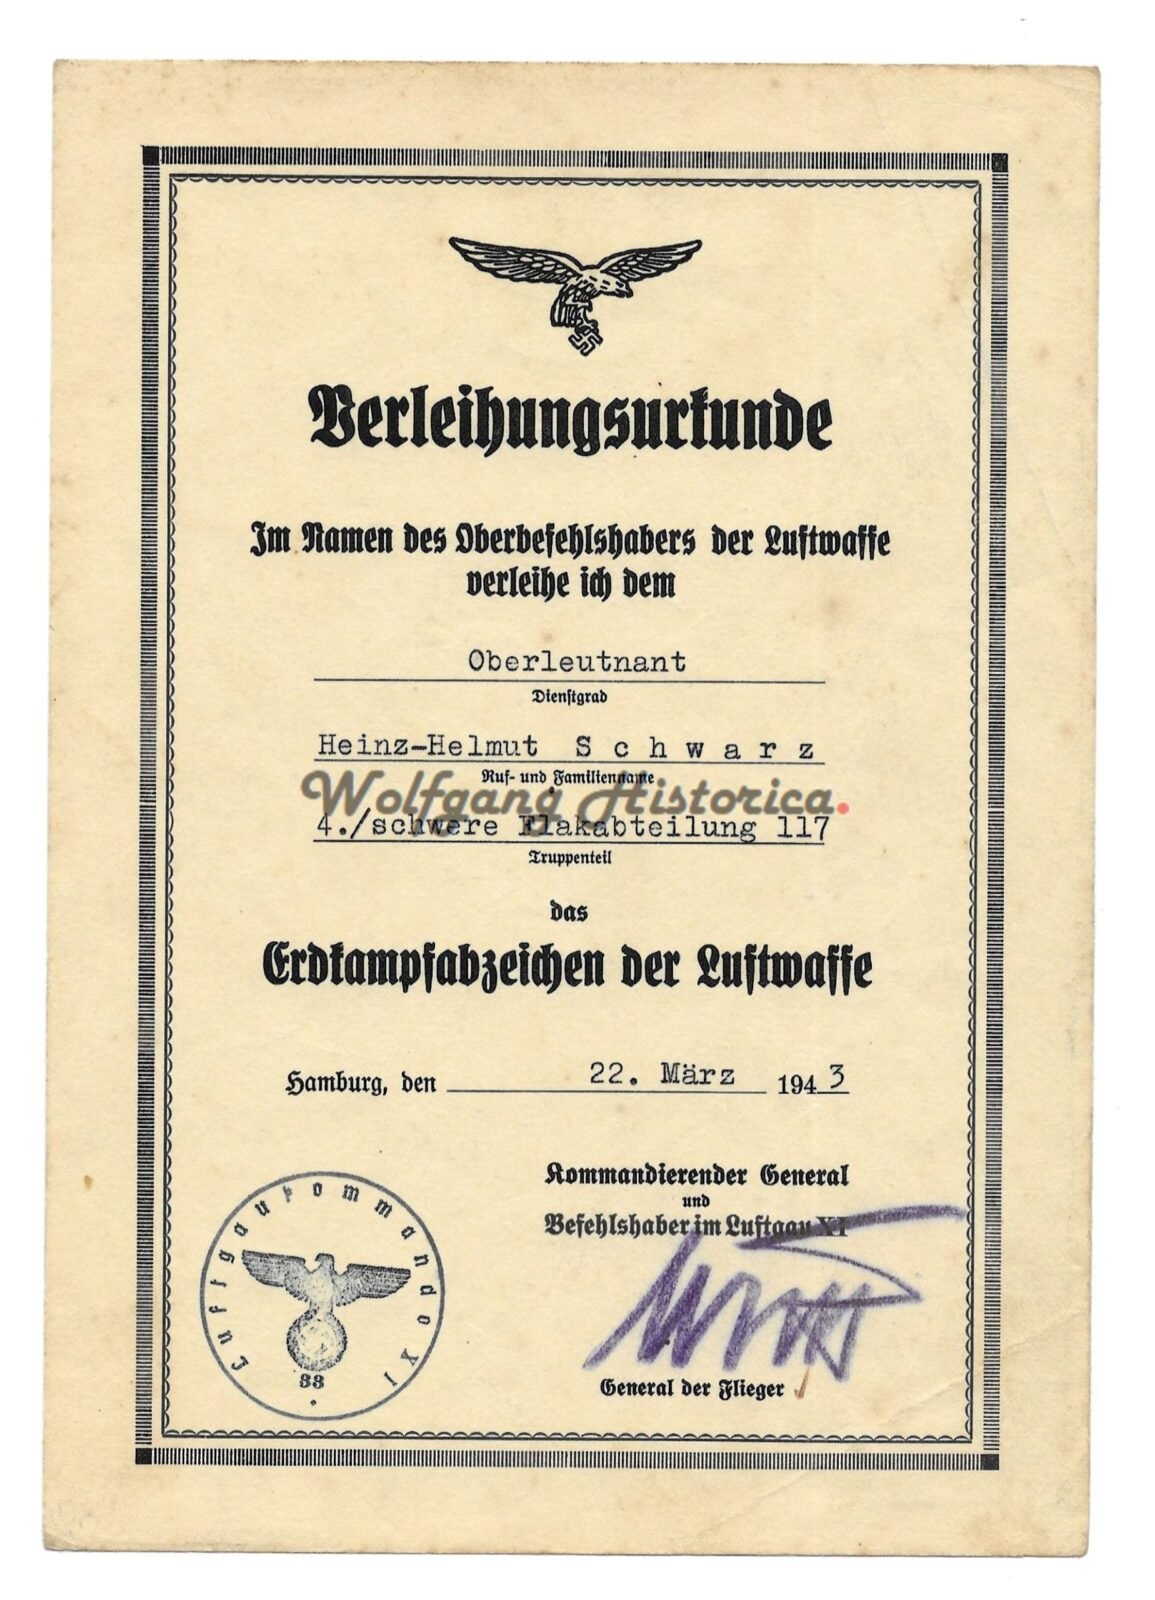 Verleihungsurkunde
Im Namen des Oberbefehlshabers der Luftwaffe
verleihe ich dem
Oberleutnant
Dienstgrad
Heinz-Helmut S c h w a r z
Ruf- und Familienname
Wolfgang Historica.
4./schwere Flakabteilung 117
Truppenteil
das
Erdkampfabzeichen der Luftwaffe
Hamburg, den 22. März 1943
Kommandierender General
und
Befehlshaber im Luftgau XI
General der Flieger
Luftgaukommando XI
33